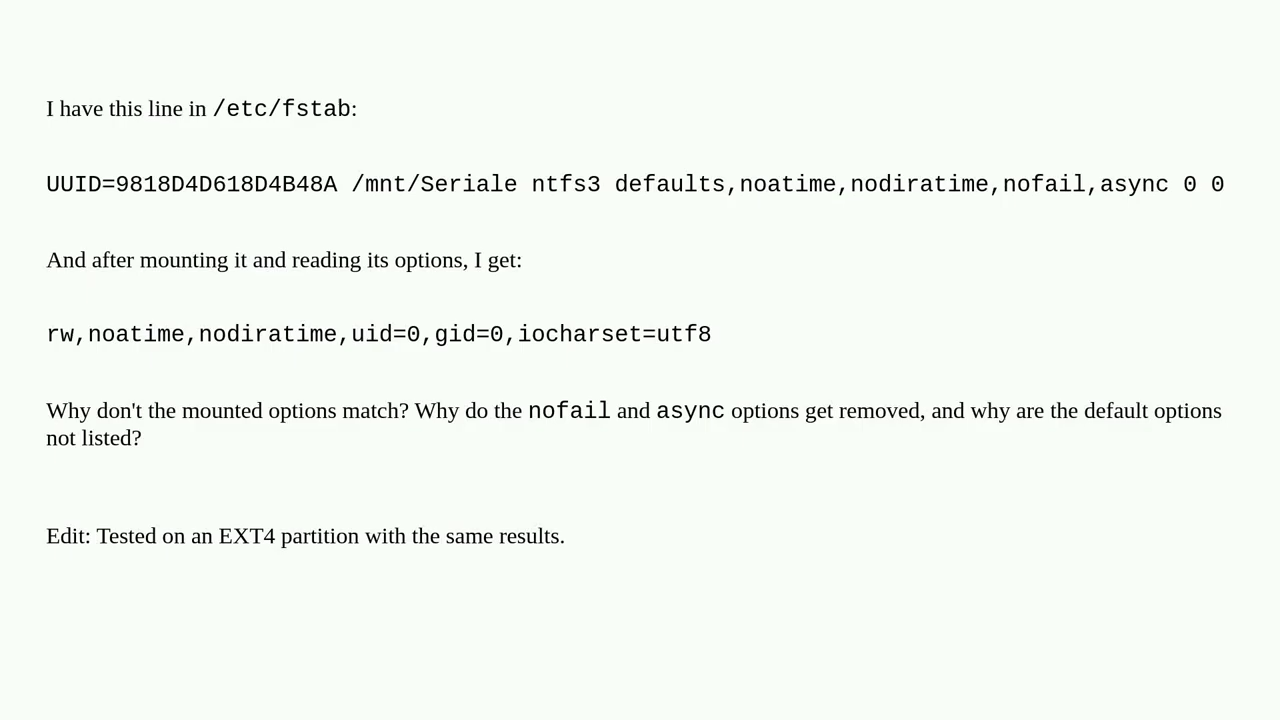 I have this line in /etc/fstab:
UUID=9818D4D618D4B48A /mnt/Seriale ntfs3 defaults,noatime,nodiratime,nofail,async 0 0
And after mounting it and reading its options, I get:
rw,noatime,nodiratime,uid=0,gid=0,iocharset=utf8
Why don't the mounted options match? Why do the nofail and async options get removed, and why are the default options
not listed?
Edit: Tested on an EXT4 partition with the same results.